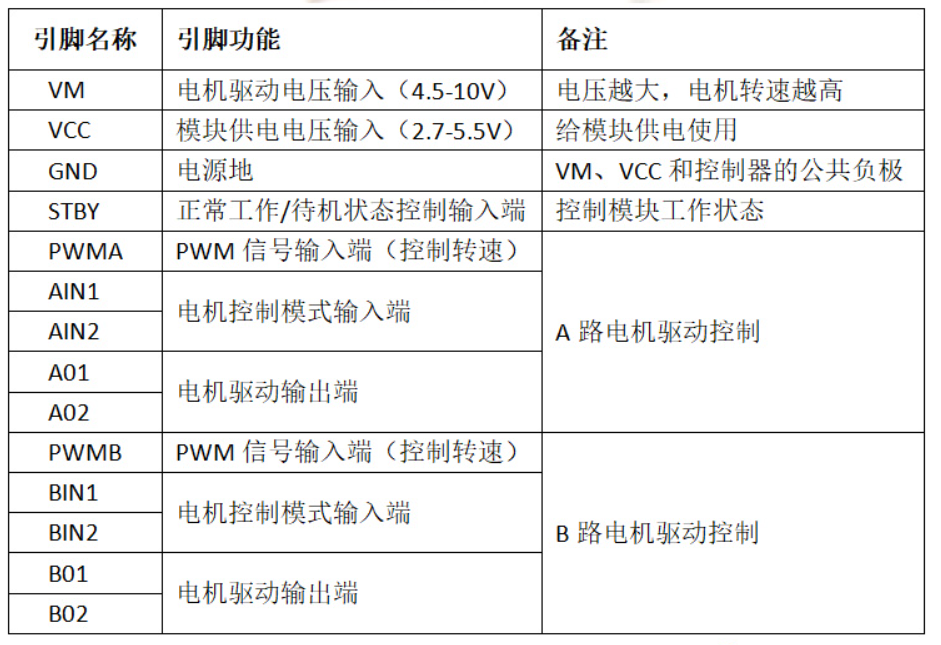 引脚名称 引脚功能 备注
VM 电机驱动电压输入（4.5-10V） 电压越大，电机转速越高
VCC 模块供电电压输入（2.7-5.5V） 给模块供电使用
GND 电源地 VM、VCC 和控制器的公共负极
STBY 正常工作/待机状态控制输入端 控制模块工作状态
PWMA PWM 信号输入端（控制转速）
AIN1
电机控制模式输入端
AIN2
A 路电机驱动控制
A01
电机驱动输出端
A02
PWMB PWM 信号输入端（控制转速）
BIN1
电机控制模式输入端
BIN2
B 路电机驱动控制
B01
电机驱动输出端
B02